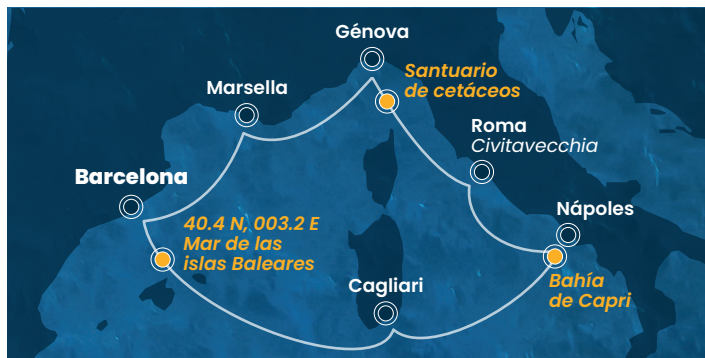 Génova
Santuario
de cetáceos
Marsella
Roma
Civitavecchia
Barcelona
Nápoles
40.4 N, 003.2 E
Mar de las
islas Baleares
Cagliari
Bahía
de Capri